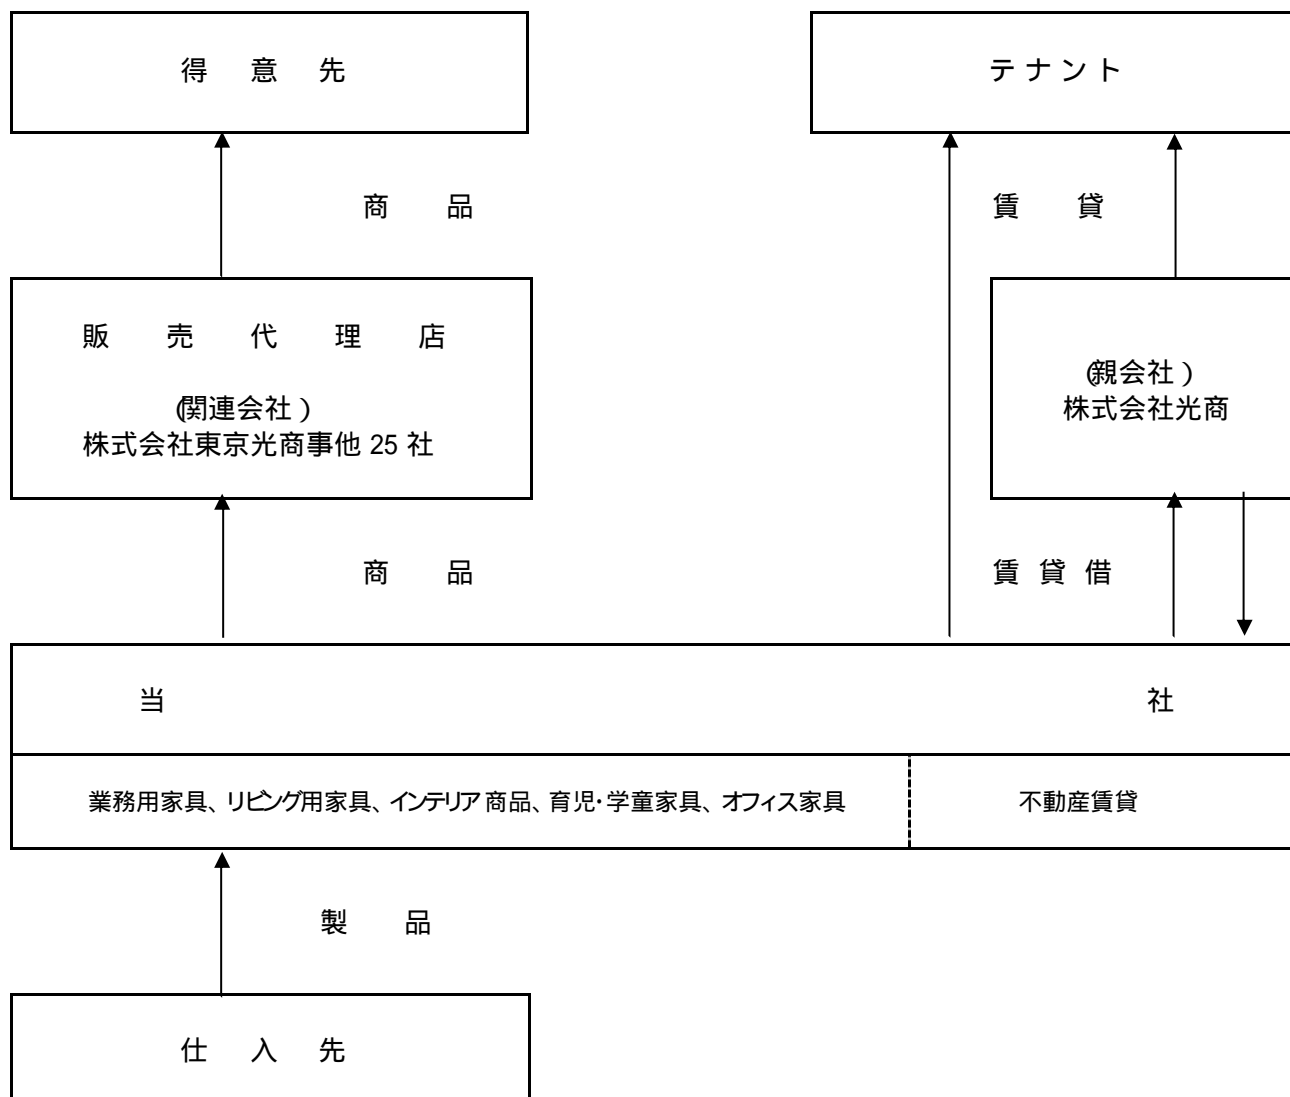 得意先
テナント
商品
賃貸
販売代理店
(関連会社)
株式会社東京光商事他 25 社
(親会社)
株式会社光商
商品
賃貸借
当社
業務用家具、リビング用家具、インテリア商品、育児・学童家具、オフィス家具
不動産賃貸
製品
仕入先